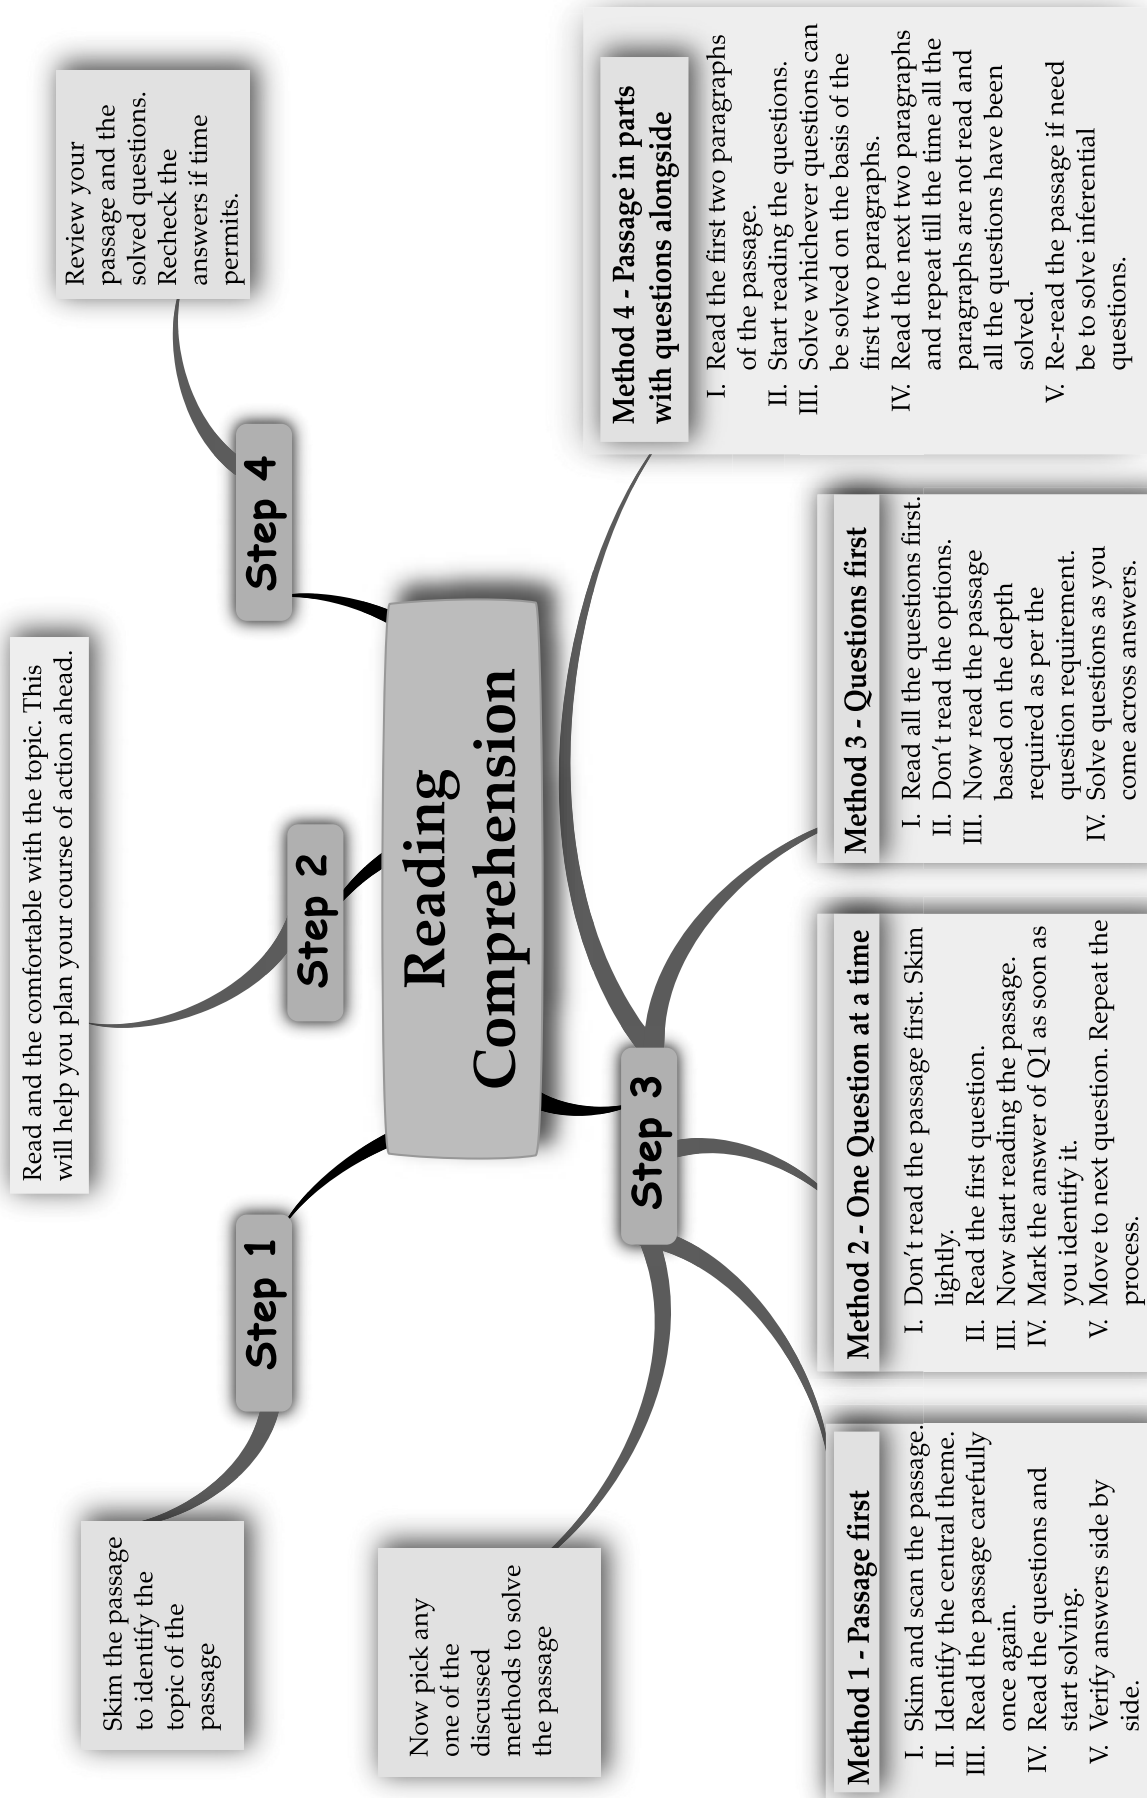 Reading
Comprehension
Step 1
Skim the passage
to identify the
topic of the
passage
Step 2
Read and the comfortable with the topic. This
will help you plan your course of action ahead.
Step 3
Now pick any
one of the
discussed
methods to solve
the passage
Method 1 - Passage first
I. Skim and scan the passage.
II. Identify the central theme.
III. Read the passage carefully
once again.
IV. Read the questions and
start solving.
V. Verify answers side by
side.
Method 2 - One Question at a time
I. Don't read the passage first. Skim
lightly.
II. Read the first question.
III. Now start reading the passage.
IV. Mark the answer of Q1 as soon as
you identify it.
V. Move to next question. Repeat the
process.
Method 3 - Questions first
I. Read all the questions first.
II. Don't read the options.
III. Now read the passage
based on the depth
required as per the
question requirement.
IV. Solve questions as you
come across answers.
Method 4 - Passage in parts
with questions alongside
I. Read the first two paragraphs
of the passage.
II. Start reading the questions.
III. Solve whichever questions can
be solved on the basis of the
first two paragraphs.
IV. Read the next two paragraphs
and repeat till the time all the
paragraphs are not read and
all the questions have been
solved.
V. Re-read the passage if need
be to solve inferential
questions.
Step 4
Review your
passage and the
solved questions.
Recheck the
answers if time
permits.